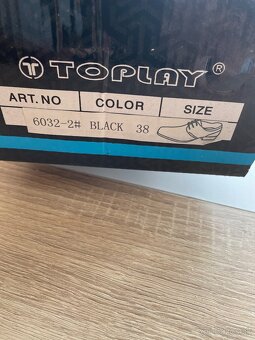 T TOPLAY®
ART. NO COLOR SIZE
6032-2# BLACK 38